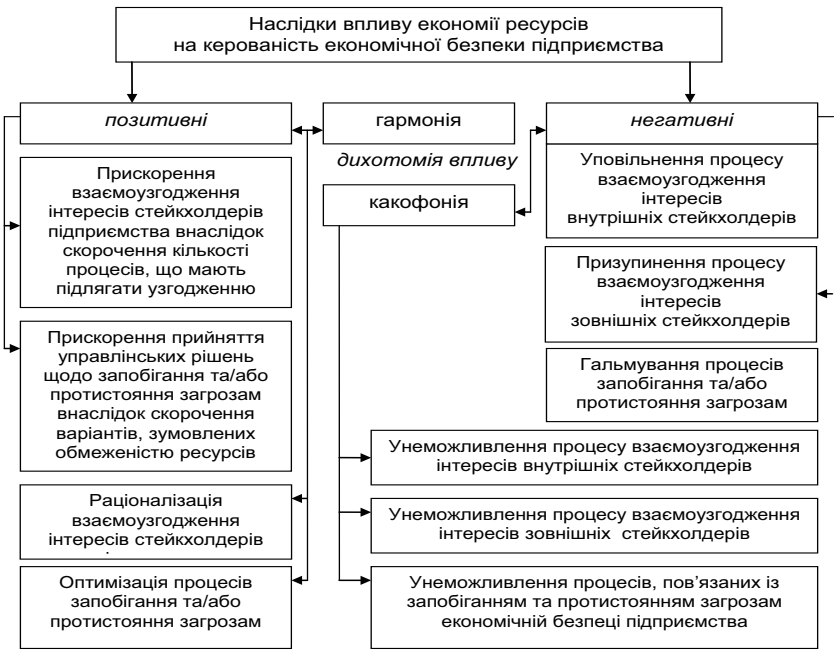 Наслідки впливу економії ресурсів
на керованість економічної безпеки підприємства
позитивні
гармонія
негативні
дихотомія впливу
какофонія
Прискорення
взаємоузгодження
інтересів стейкхолдерів
підприємства внаслідок
скорочення кількості
процесів, що мають
підлягати узгодженню
Прискорення прийняття
управлінських рішень
щодо запобігання та/або
протистояння загрозам
внаслідок скорочення
варіантів, зумовлених
обмеженістю ресурсів
Раціоналізація
взаємоузгодження
інтересів стейкхолдерів
Оптимізація процесів
запобігання та/або
протистояння загрозам
Уповільнення процесу
взаємоузгодження
інтересів
внутрішніх стейкхолдерів
Призупинення процесу
взаємоузгодження
інтересів
зовнішніх стейкхолдерів
Гальмування процесів
запобігання та/або
протистояння загрозам
Унеможливлення процесу взаємоузгодження
інтересів внутрішніх стейкхолдерів
Унеможливлення процесу взаємоузгодження
інтересів зовнішніх стейкхолдерів
Унеможливлення процесів, пов’язаних із
запобіганням та протистоянням загрозам
економічній безпеці підприємства